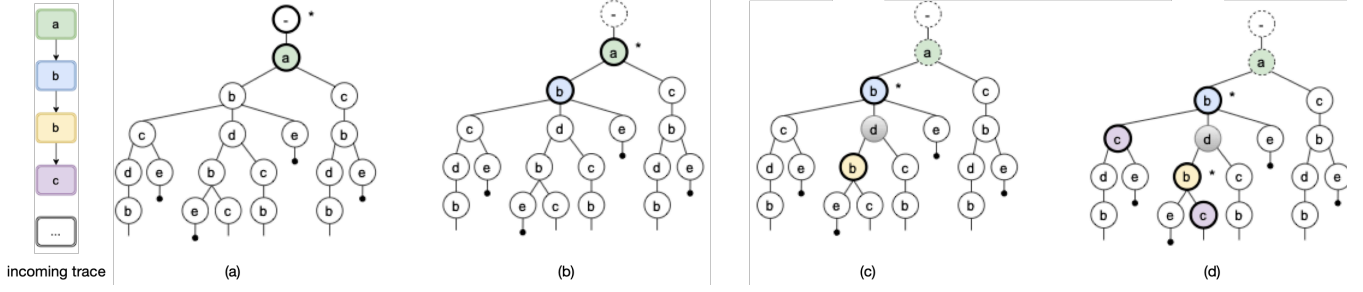 a
b
b
c
...
incoming trace
- *
a
b c
c d e b
d e b c d e
b e c b b
(a)
-
a *
b c
c d e b
d e b c d e
b e c b b
(b)
-
a
b * c
c d e b
d e b c d e
b e c b b
(c)
-
a
b * c
c d e b
d e b * c d e
b e c b b
(d)